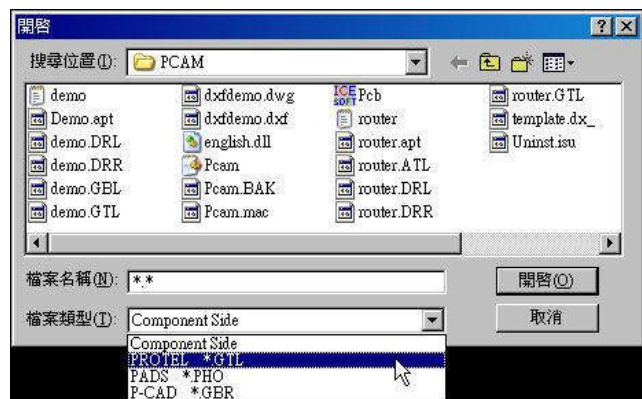 開啓
搜尋位置(I): PCAM
demo
Demo.apt
demo.DRL
demo.DRR
demo.GBL
demo.GTL
dxfdemo.dwg
dxfdemo.dxf
english.dll
Pcam
Pcam.BAK
Pcam.mac
ICE SOFT Pcb
router
router.apt
router.ATL
router.DRL
router.DRR
router.GTL
template.dx_
Uninst.isu
檔案名稱(N): *.* 開啓(O)
檔案類型(T): Component Side 取消
Component Side
PROTEL *.GTL
PADS *.PHO
P-CAD *.GBR